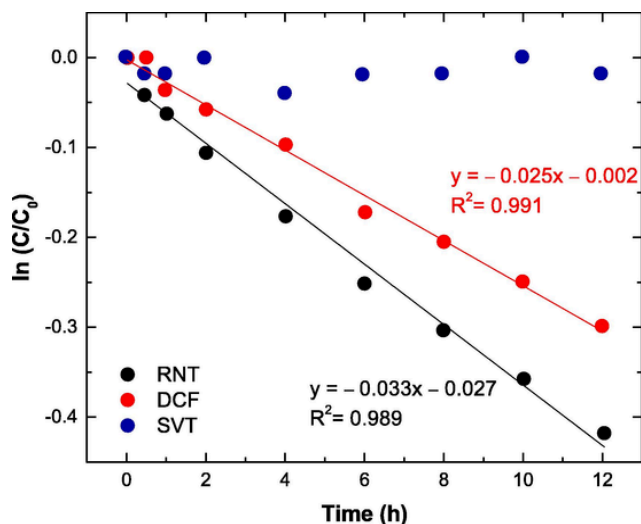 0.0
-0.1
-0.2
-0.3
-0.4
ln (C/C₀)
y = − 0.025x − 0.002
R²= 0.991
RNT
DCF
SVT
y = − 0.033x − 0.027
R²= 0.989
0 2 4 6 8 10 12
Time (h)